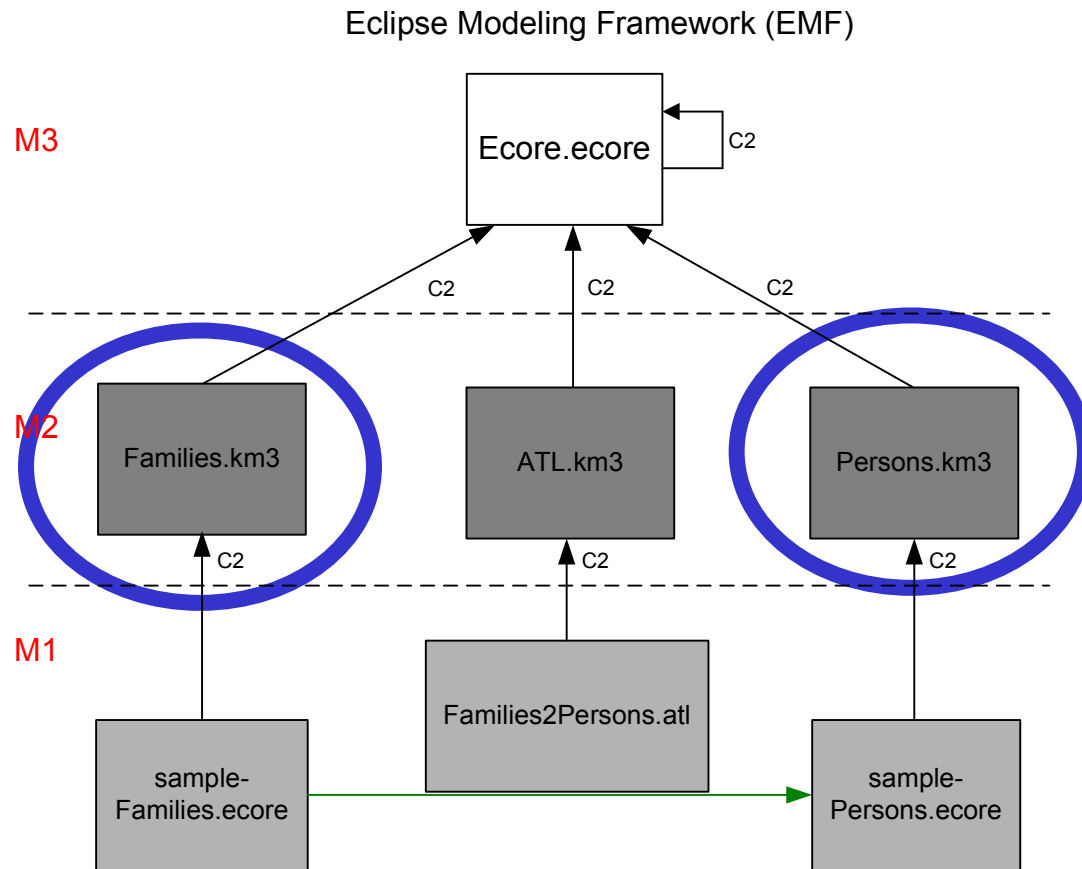 Eclipse Modeling Framework (EMF)
M3
Ecore.ecore
C2
C2
C2
C2
M2
Families.km3
ATL.km3
Persons.km3
C2
C2
C2
M1
Families2Persons.atl
sample-
Families.ecore
sample-
Persons.ecore